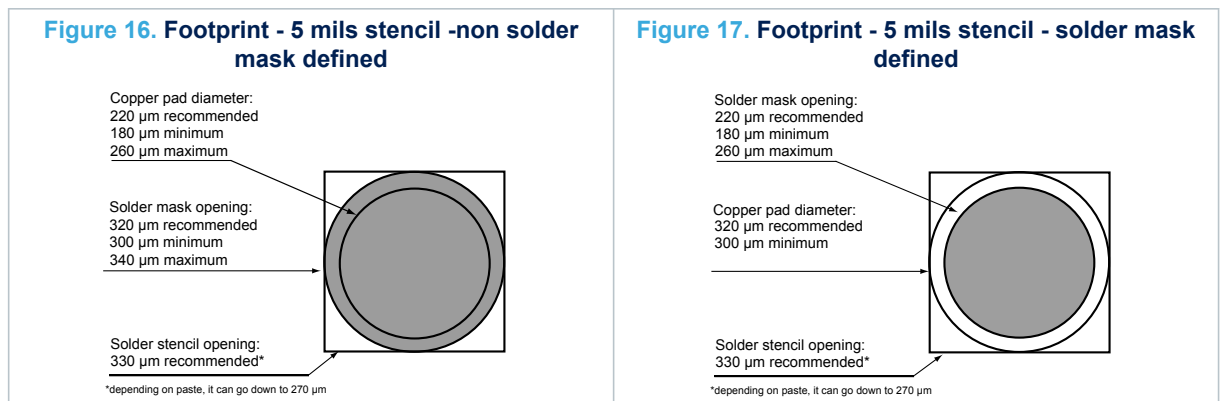 Figure 16. Footprint - 5 mils stencil -non solder
mask defined
Copper pad diameter:
220 µm recommended
180 µm minimum
260 µm maximum
Solder mask opening:
320 µm recommended
300 µm minimum
340 µm maximum
Solder stencil opening:
330 µm recommended*
*depending on paste, it can go down to 270 µm
Figure 17. Footprint - 5 mils stencil - solder mask
defined
Solder mask opening:
220 µm recommended
180 µm minimum
260 µm maximum
Copper pad diameter:
320 µm recommended
300 µm minimum
Solder stencil opening:
330 µm recommended*
*depending on paste, it can go down to 270 µm